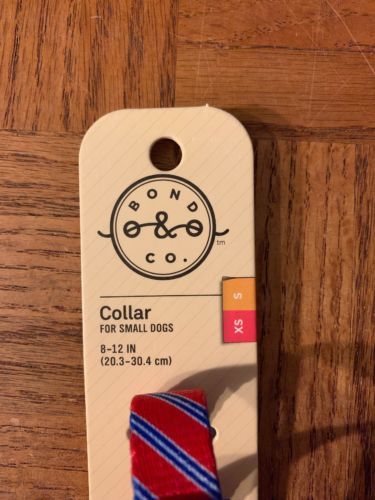 BOND
&
CO.
tm
S
XS
Collar
FOR SMALL DOGS
8-12 IN
(20.3-30.4 cm)